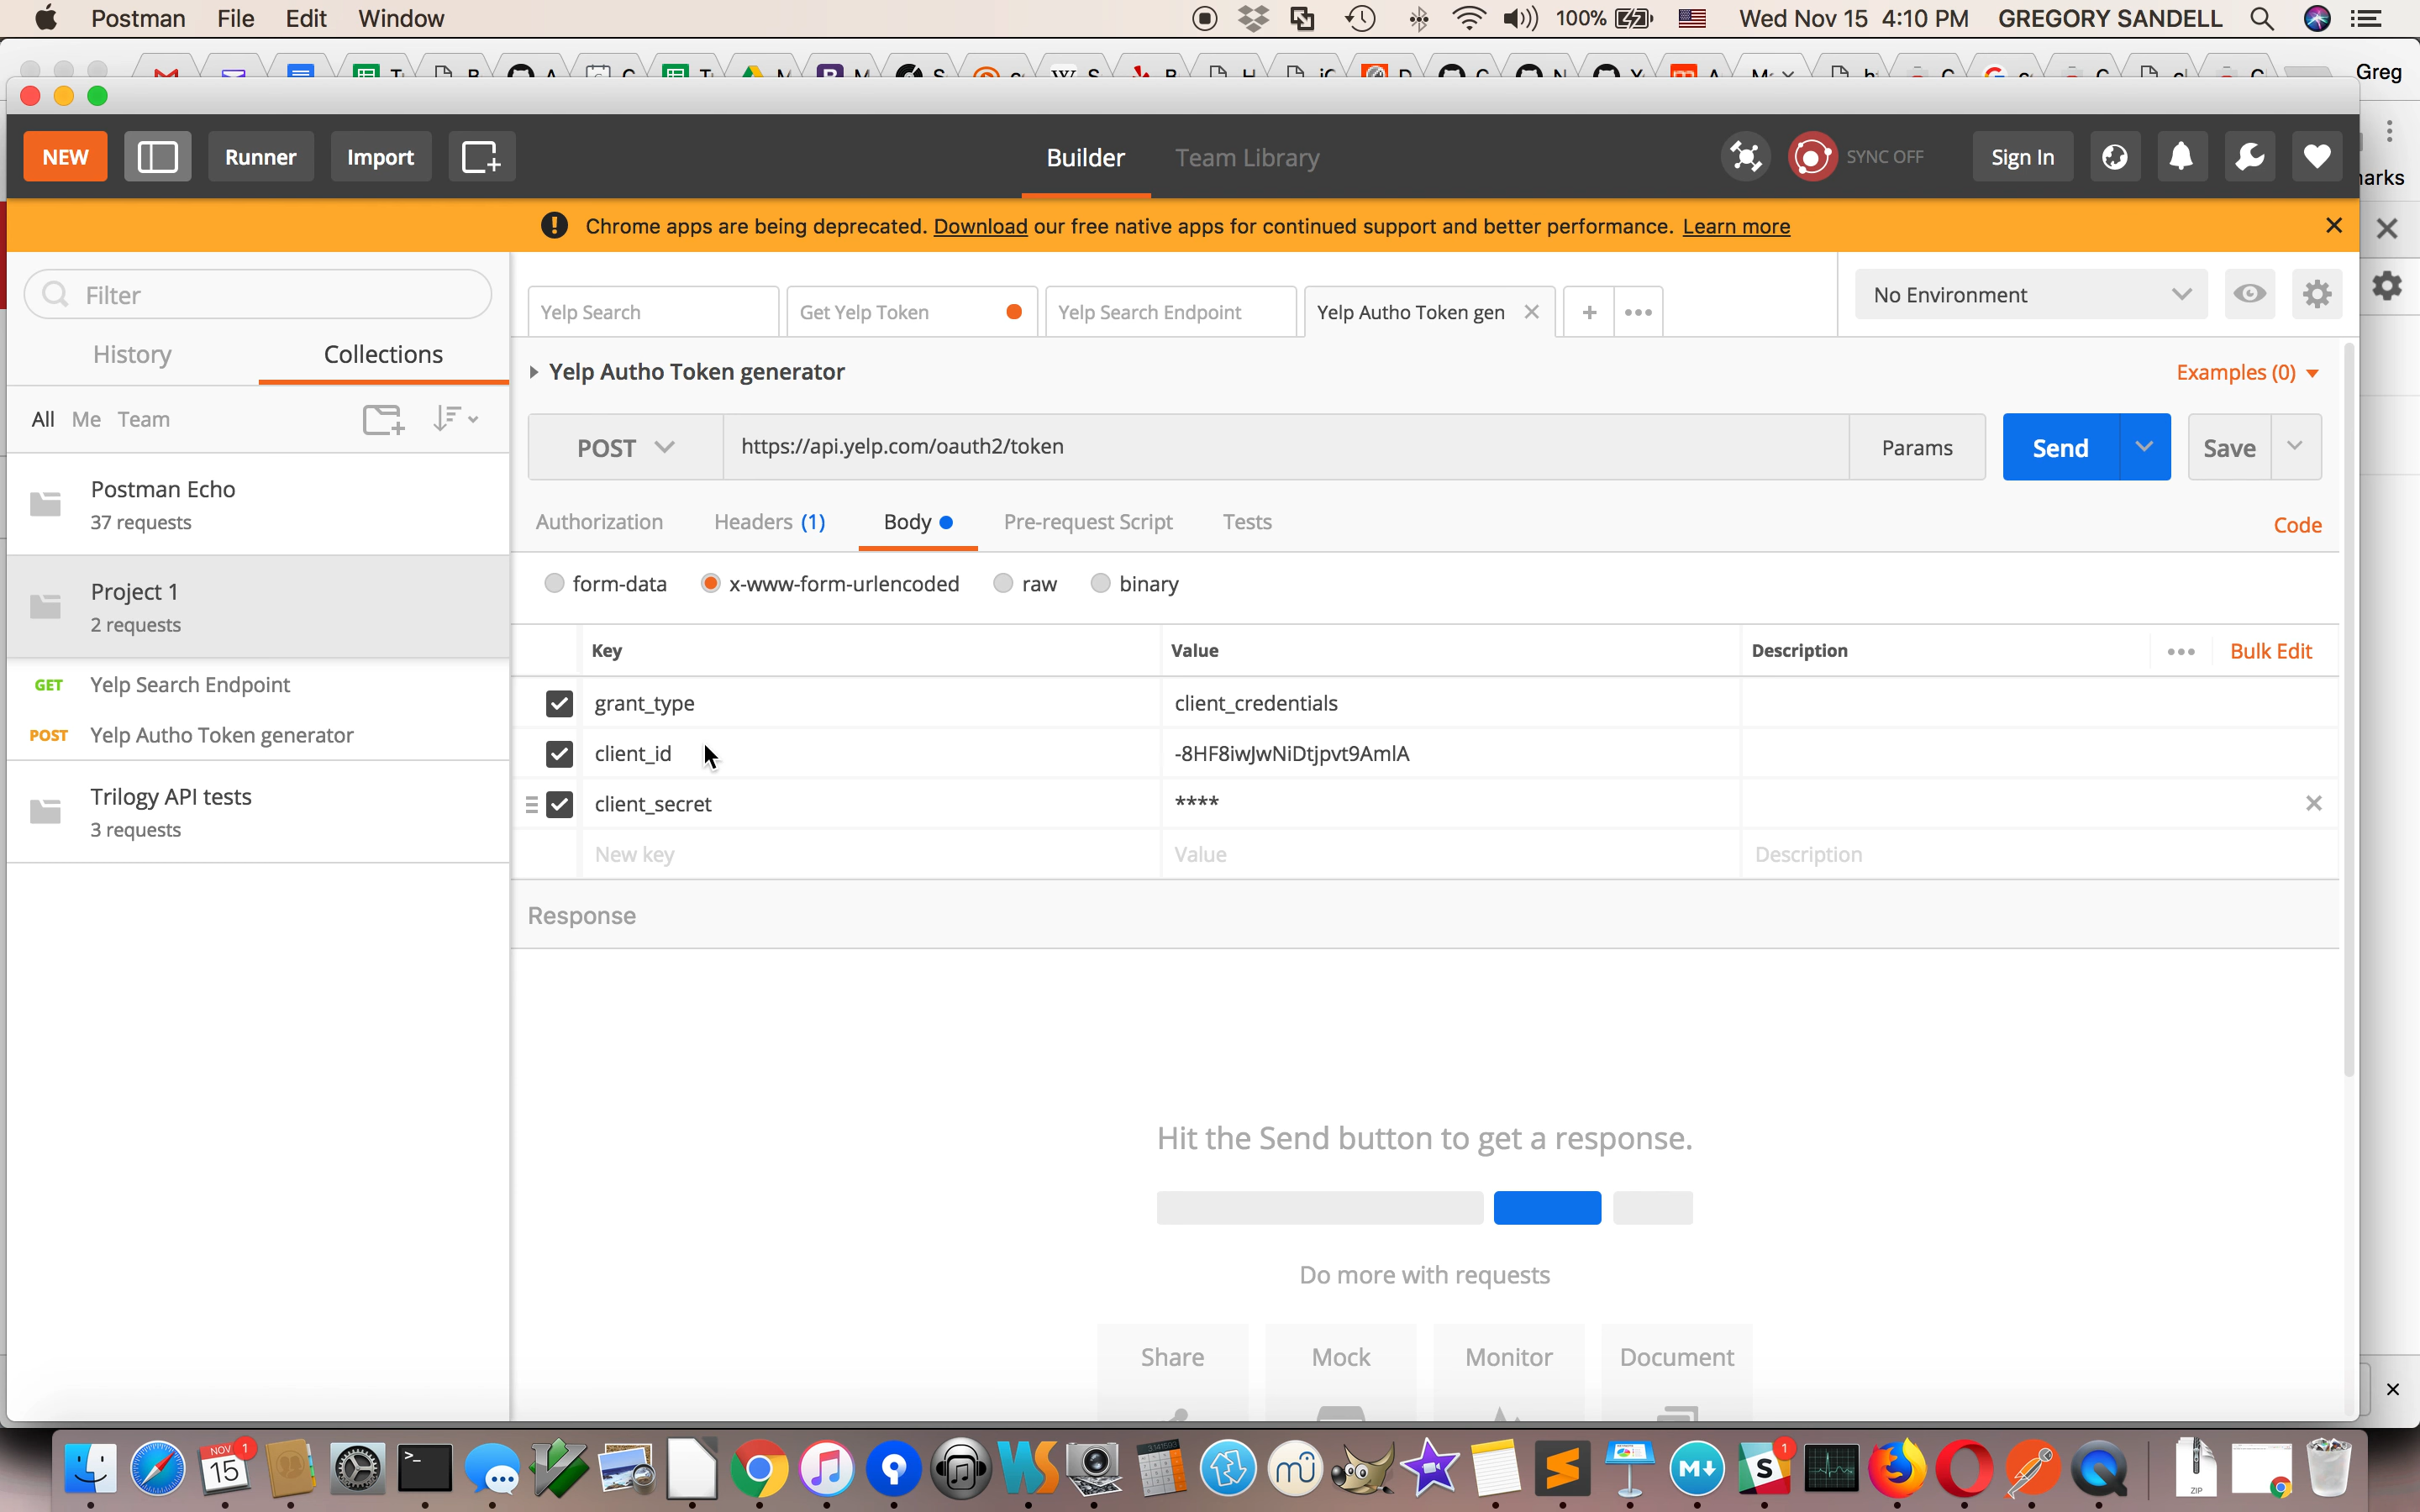 Postman File Edit Window 100% Wed Nov 15 4:10 PM GREGORY SANDELL
Greg
NEW Runner Import Builder Team Library SYNC OFF Sign In
arks
Chrome apps are being deprecated. Download our free native apps for continued support and better performance. Learn more
Filter
Yelp Search Get Yelp Token Yelp Search Endpoint Yelp Autho Token gen + No Environment
History Collections
Yelp Autho Token generator Examples (0)
All Me Team
POST https://api.yelp.com/oauth2/token Params Send Save
Postman Echo
37 requests
Authorization Headers (1) Body Pre-request Script Tests Code
Project 1
2 requests
form-data x-www-form-urlencoded raw binary
Key Value Description Bulk Edit
GET Yelp Search Endpoint
POST Yelp Autho Token generator
grant_type client_credentials
client_id -8HF8iwJwNiDtjpvt9AmlA
client_secret ****
New key Value Description
Trilogy API tests
3 requests
Response
Hit the Send button to get a response.
Do more with requests
Share Mock Monitor Document
NOV 15 1
WS
M
S 1
ZIP